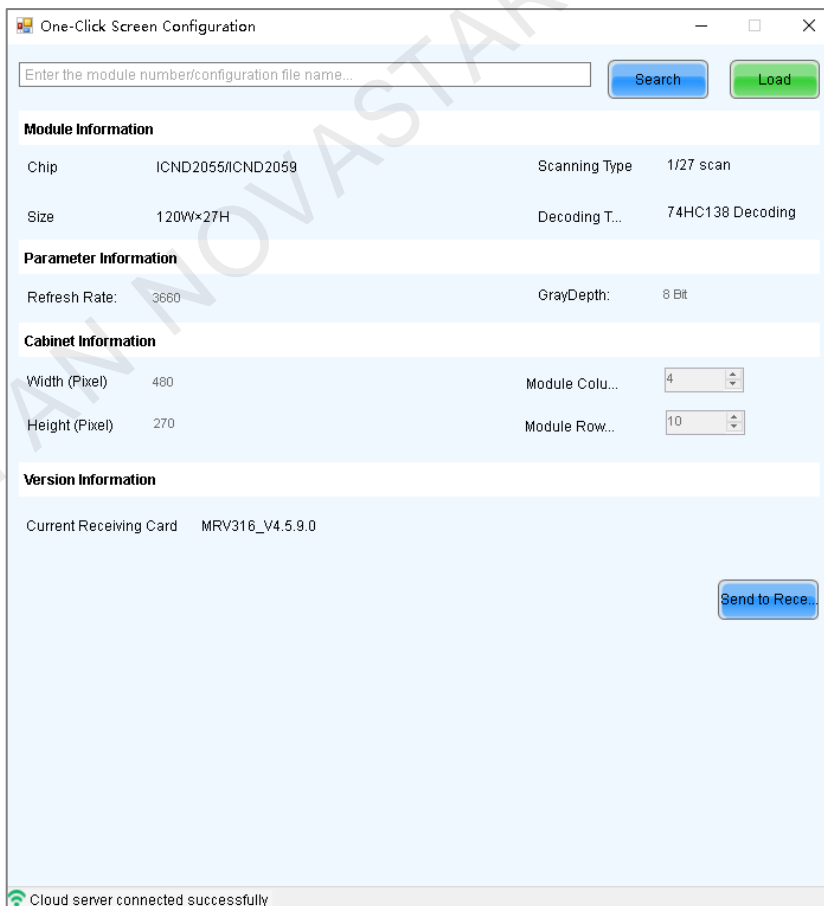 One-Click Screen Configuration
Enter the module number/configuration file name...
Search
Load
Module Information
Chip ICND2055/ICND2059 Scanning Type 1/27 scan
Size 120W×27H Decoding T... 74HC138 Decoding
Parameter Information
Refresh Rate: 3660 GrayDepth: 8 Bit
Cabinet Information
Width (Pixel) 480 Module Colu... 4
Height (Pixel) 270 Module Row... 10
Version Information
Current Receiving Card MRV316_V4.5.9.0
Send to Rece...
Cloud server connected successfully
AN NOVASTAR